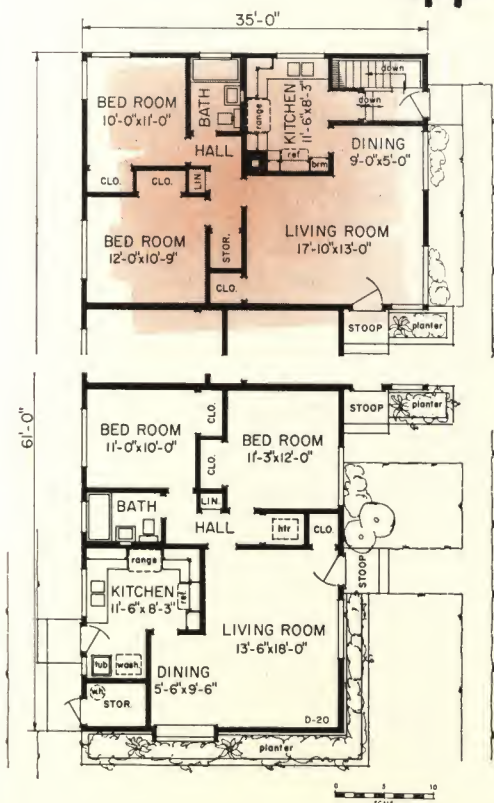 35'-0"
BED ROOM
10'-0"x11'-0"
BATH
KITCHEN
11'-6"x8'-3"
range
ref.
brm
down
down
DINING
9'-0"x5'-0"
HALL
CLO.
CLO.
LIN.
BED ROOM
12'-0"x10'-9"
STOR.
CLO.
LIVING ROOM
17'-10"x13'-0"
STOOP
planter
61'-0"
STOOP
planter
BED ROOM
11'-0"x10'-0"
CLO.
CLO.
BED ROOM
11'-3"x12'-0"
BATH
LIN.
HALL
htr
CLO.
STOOP
range
KITCHEN
11'-6"x8'-3"
ref.
LIVING ROOM
13'-6"x18'-0"
tub
wash.
DINING
5'-6"x9'-6"
w.h.
STOR.
D-20
planter
0 5 10
SCALE